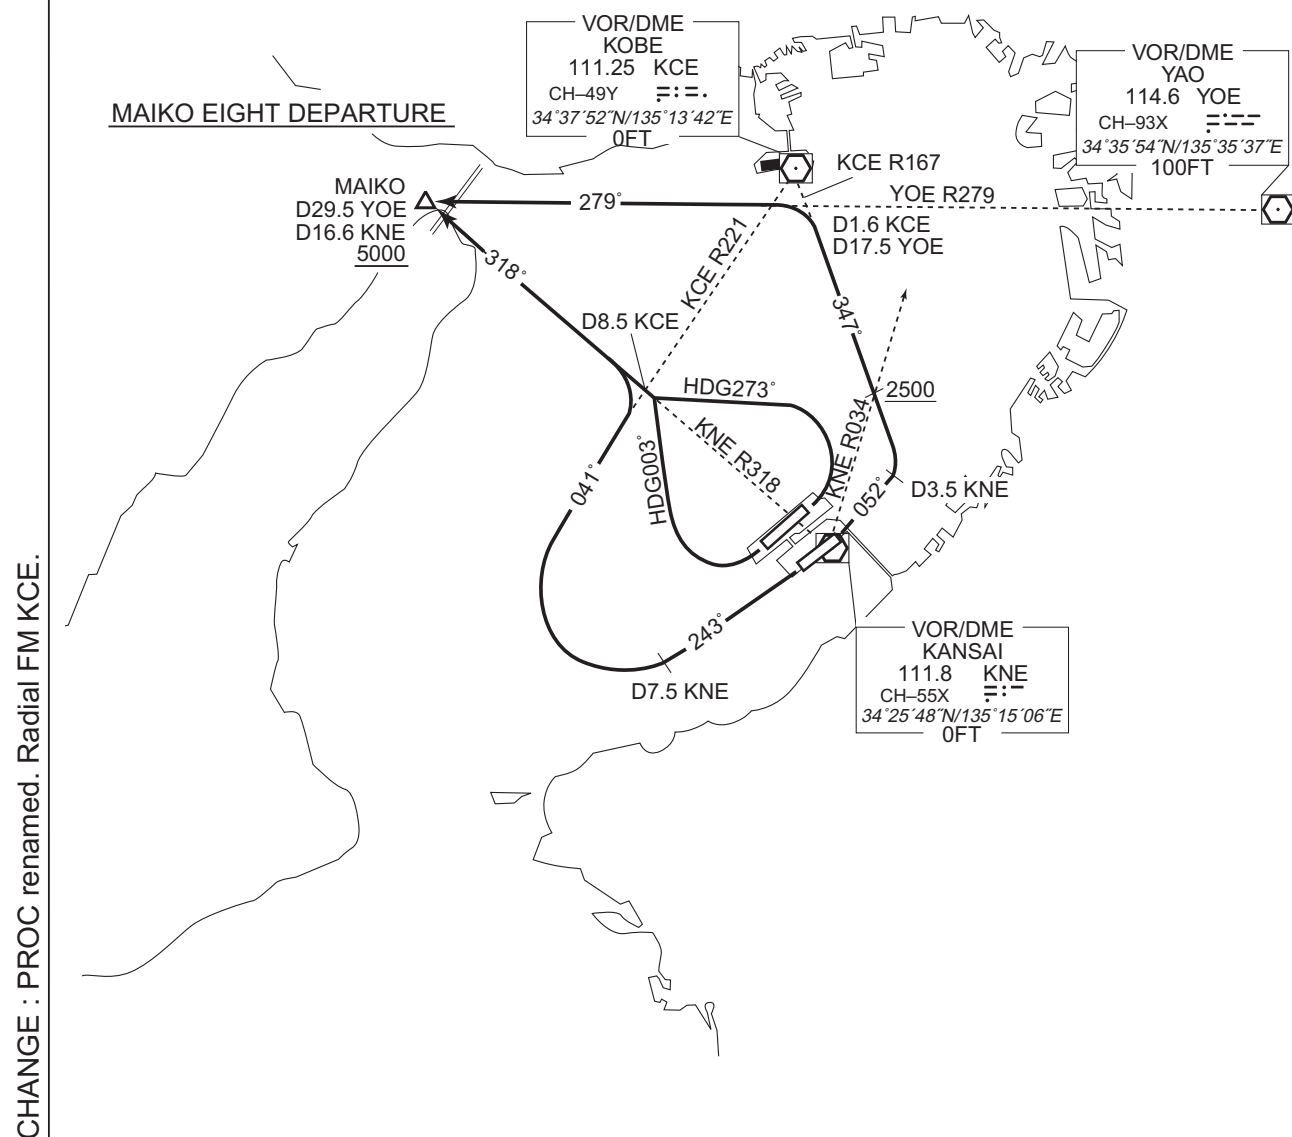 VOR/DME
KOBE
111.25 KCE
CH–49Y
34°37′52″N/135°13′42″E
0FT
VOR/DME
YAO
114.6 YOE
CH–93X
34°35′54″N/135°35′37″E
100FT
MAIKO EIGHT DEPARTURE
MAIKO
D29.5 YOE
D16.6 KNE
5000
279°
KCE R167
YOE R279
D1.6 KCE
D17.5 YOE
318°
KCE R221
347°
D8.5 KCE
HDG273°
2500
KNE R034
KNE R318
HDG003°
041°
052°
D3.5 KNE
243°
D7.5 KNE
VOR/DME
KANSAI
111.8 KNE
CH–55X
34°25′48″N/135°15′06″E
0FT
CHANGE : PROC renamed. Radial FM KCE.